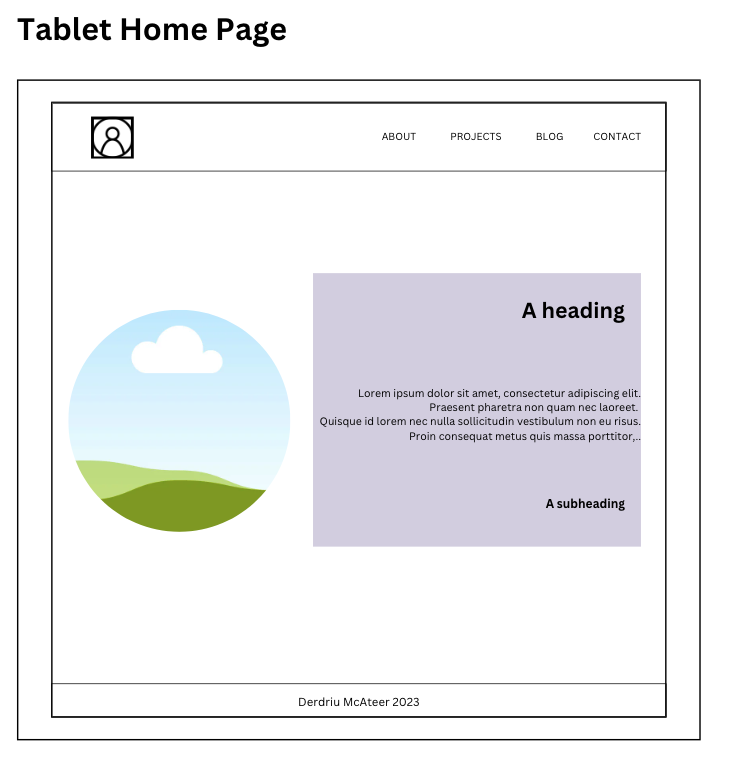 Tablet Home Page
ABOUT PROJECTS BLOG CONTACT
A heading
Lorem ipsum dolor sit amet, consectetur adipiscing elit.
Praesent pharetra non quam nec laoreet.
Quisque id lorem nec nulla sollicitudin vestibulum non eu risus.
Proin consequat metus quis massa porttitor,..
A subheading
Derdriu McAteer 2023